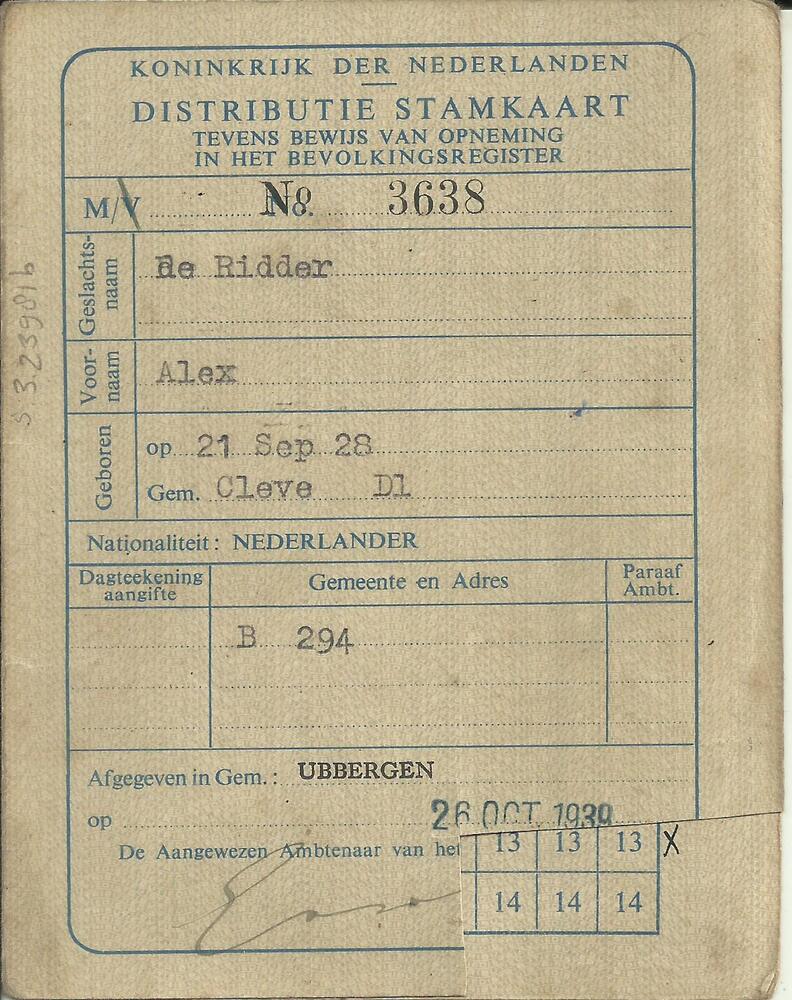 KONINKRIJK DER NEDERLANDEN
DISTRIBUTIE STAMKAART
TEVENS BEWIJS VAN OPNEMING
IN HET BEVOLKINGSREGISTER
M/V No. 3638
Geslachts-
naam
de Ridder
Voor-
naam
Alex
Geboren
op 21 Sep 28
Gem. Cleve Dl
Nationaliteit: NEDERLANDER
Dagteekening
aangifte
Gemeente en Adres
Paraaf
Ambt.
B 294
Afgegeven in Gem.: UBBERGEN
op 26 OCT 1939
De Aangewezen Ambtenaar van het
13 13 13 X
14 14 14